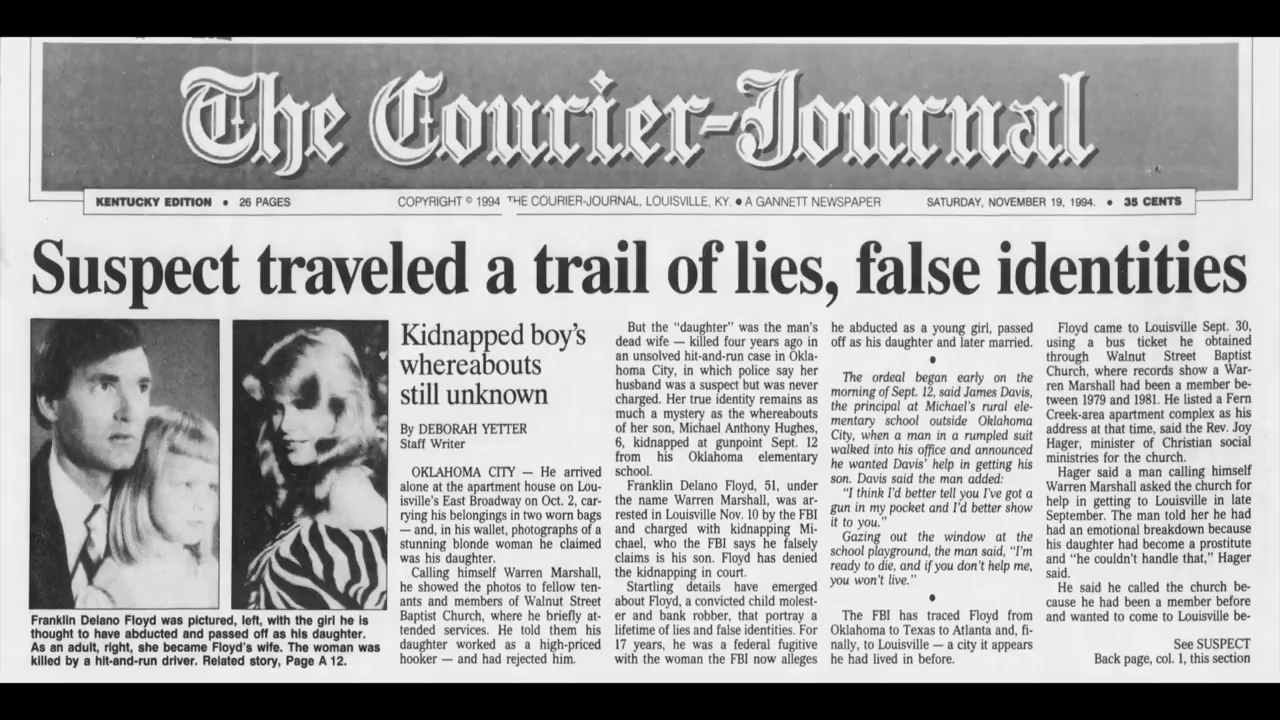 The Courier-Journal
KENTUCKY EDITION • 26 PAGES
COPYRIGHT © 1994 THE COURIER-JOURNAL, LOUISVILLE, KY. • A GANNETT NEWSPAPER
SATURDAY, NOVEMBER 19, 1994. • 35 CENTS
Suspect traveled a trail of lies, false identities
Franklin Delano Floyd was pictured, left, with the girl he is
thought to have abducted and passed off as his daughter.
As an adult, right, she became Floyd's wife. The woman was
killed by a hit-and-run driver. Related story, Page A 12.
Kidnapped boy's
whereabouts
still unknown
By DEBORAH YETTER
Staff Writer
OKLAHOMA CITY — He arrived
alone at the apartment house on Lou-
isville's East Broadway on Oct. 2, car-
rying his belongings in two worn bags
— and, in his wallet, photographs of a
stunning blonde woman he claimed
was his daughter.
Calling himself Warren Marshall,
he showed the photos to fellow ten-
ants and members of Walnut Street
Baptist Church, where he briefly at-
tended services. He told them his
daughter worked as a high-priced
hooker — and had rejected him.
But the "daughter" was the man's
dead wife — killed four years ago in
an unsolved hit-and-run case in Okla-
homa City, in which police say her
husband was a suspect but was never
charged. Her true identity remains as
much a mystery as the whereabouts
of her son, Michael Anthony Hughes,
6, kidnapped at gunpoint Sept. 12
from his Oklahoma elementary
school.
Franklin Delano Floyd, 51, under
the name Warren Marshall, was ar-
rested in Louisville Nov. 10 by the FBI
and charged with kidnapping Mi-
chael, who the FBI says he falsely
claims is his son. Floyd has denied
the kidnapping in court.
Startling details have emerged
about Floyd, a convicted child molest-
er and bank robber, that portray a
lifetime of lies and false identities. For
17 years, he was a federal fugitive
with the woman the FBI now alleges
he abducted as a young girl, passed
off as his daughter and later married.
•
The ordeal began early on the
morning of Sept. 12, said James Davis,
the principal at Michael's rural ele-
mentary school outside Oklahoma
City, when a man in a rumpled suit
walked into his office and announced
he wanted Davis' help in getting his
son. Davis said the man added:
"I think I'd better tell you I've got a
gun in my pocket and I'd better show
it to you."
Gazing out the window at the
school playground, the man said, "I'm
ready to die, and if you don't help me,
you won't live."
•
The FBI has traced Floyd from
Oklahoma to Texas to Atlanta and, fi-
nally, to Louisville — a city it appears
he had lived in before.
Floyd came to Louisville Sept. 30,
using a bus ticket he obtained
through Walnut Street Baptist
Church, where records show a War-
ren Marshall had been a member be-
tween 1979 and 1981. He listed a Fern
Creek-area apartment complex as his
address at that time, said the Rev. Joy
Hager, minister of Christian social
ministries for the church.
Hager said a man calling himself
Warren Marshall asked the church for
help in getting to Louisville in late
September. The man told her he had
had an emotional breakdown because
his daughter had become a prostitute
and "he couldn't handle that," Hager
said.
He said he called the church be-
cause he had been a member before
and wanted to come to Louisville be-
See SUSPECT
Back page, col. 1, this section